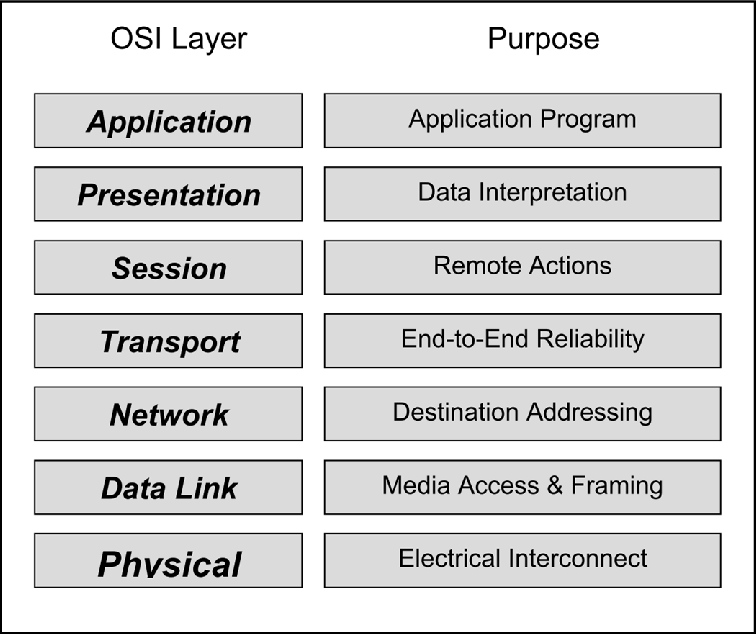 OSI Layer Purpose
Application Application Program
Presentation Data Interpretation
Session Remote Actions
Transport End-to-End Reliability
Network Destination Addressing
Data Link Media Access & Framing
Physical Electrical Interconnect